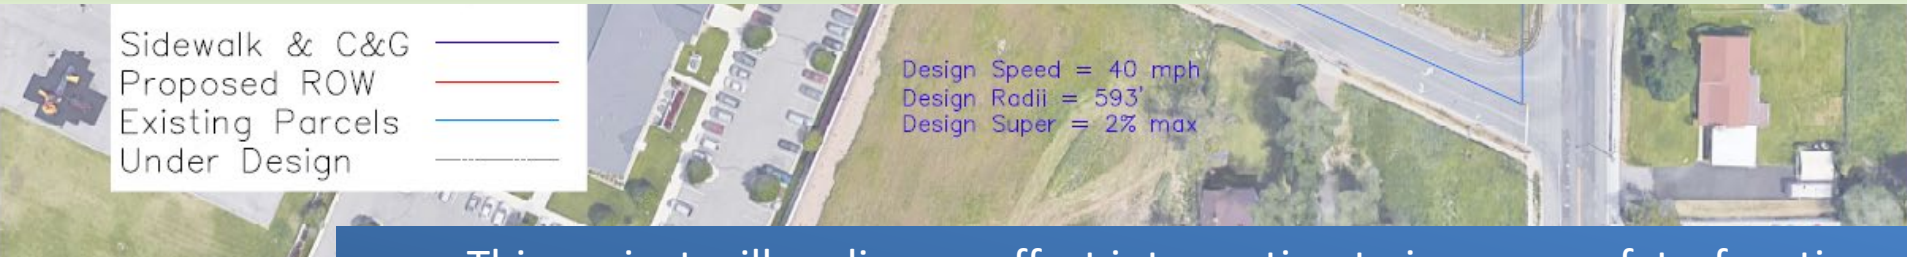 Sidewalk & C&G
Proposed ROW
Existing Parcels
Under Design
Design Speed = 40 mph
Design Radii = 593'
Design Super = 2% max